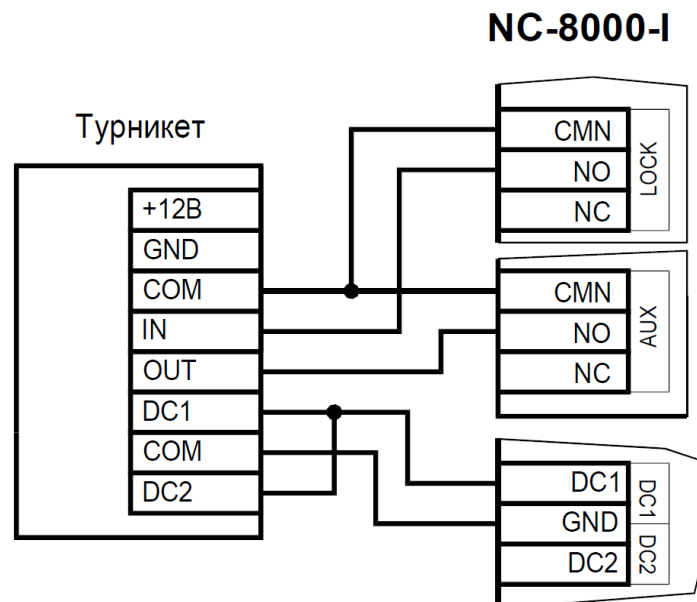 NC-8000-I
Турникет
+12В
GND
COM
IN
OUT
DC1
COM
DC2
CMN
NO
NC
LOCK
CMN
NO
NC
AUX
DC1
GND
DC2
DC1
DC2